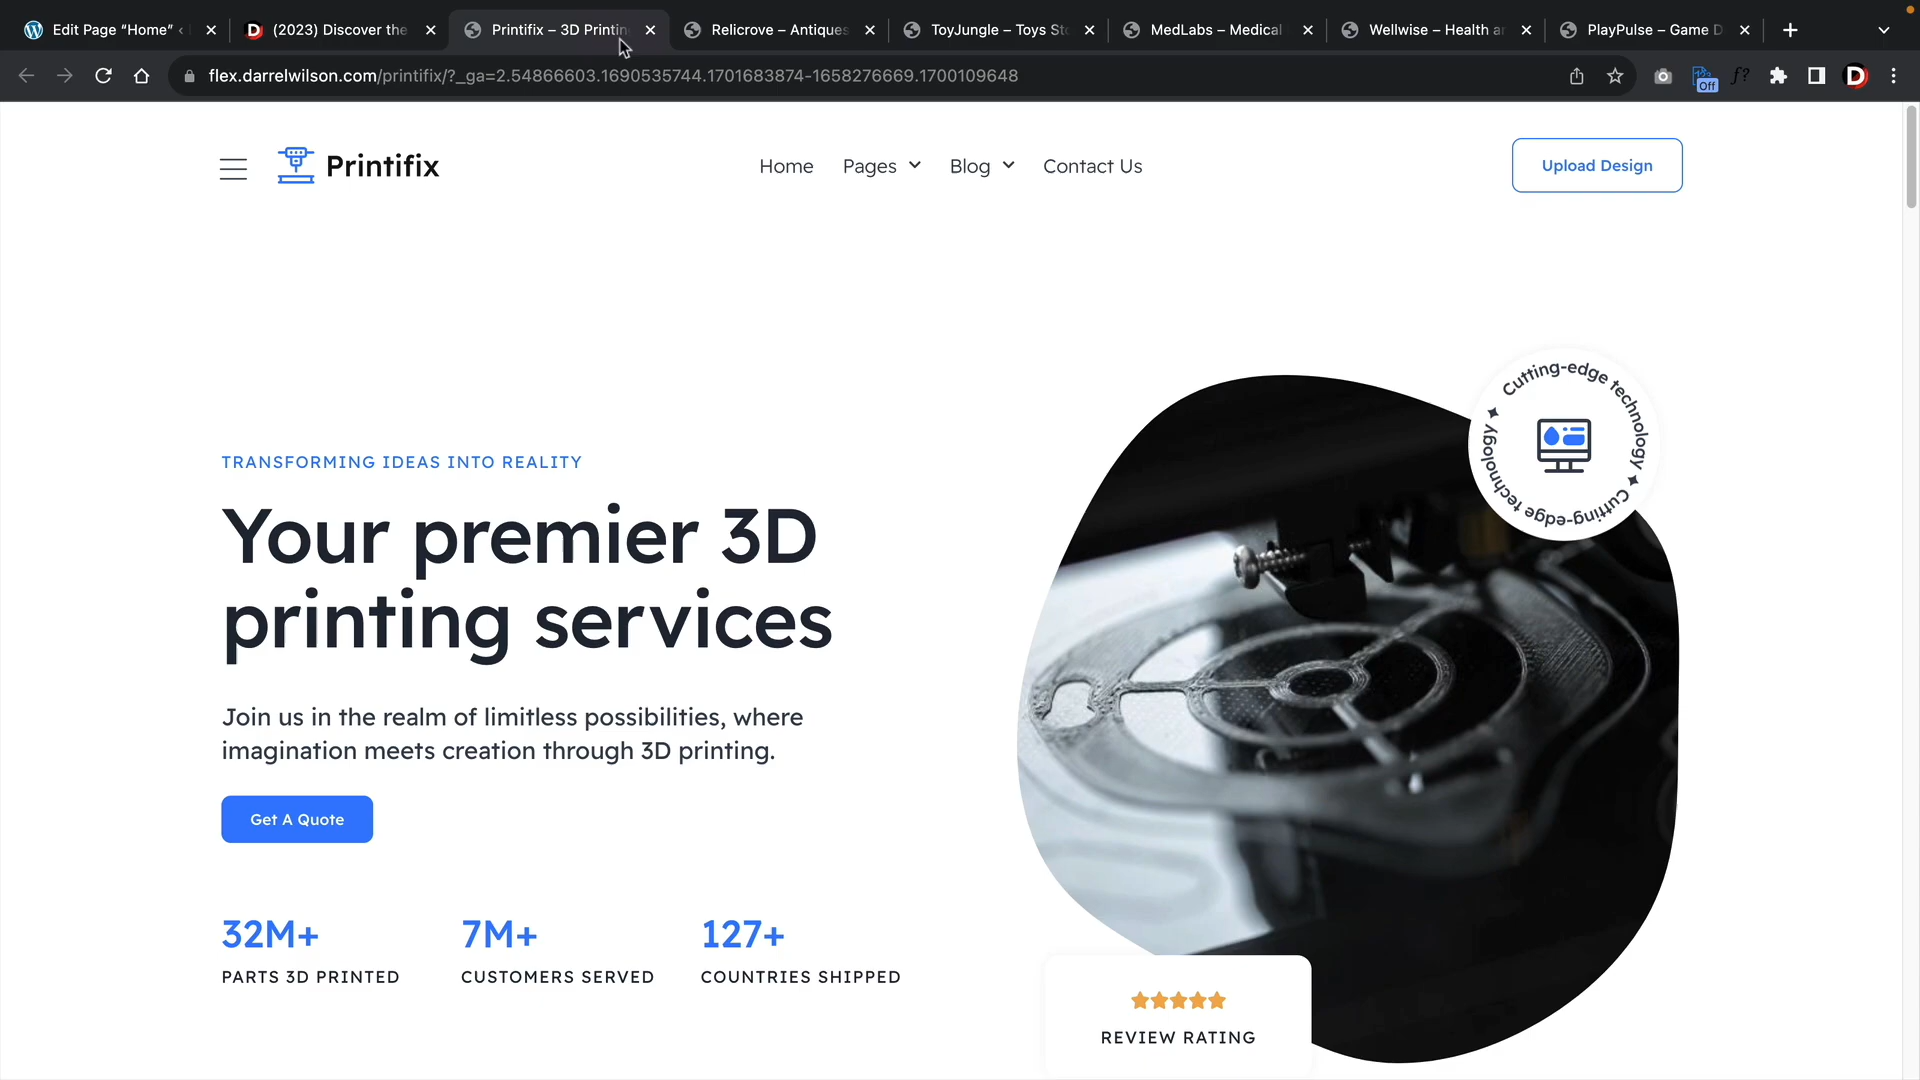 Edit Page “Home” ‹
(2023) Discover the
Printifix – 3D Printin
Relicrove – Antiques
ToyJungle – Toys Sto
MedLabs – Medical
Wellwise – Health an
PlayPulse – Game D
flex.darrelwilson.com/printifix/?_ga=2.54866603.1690535744.1701683874-1658276669.1700109648
Off
f?
Printifix
Home
Pages
Blog
Contact Us
Upload Design
Cutting-edge technology ✦ Cutting-edge technology ✦
TRANSFORMING IDEAS INTO REALITY
Your premier 3D
printing services
Join us in the realm of limitless possibilities, where
imagination meets creation through 3D printing.
Get A Quote
32M+
7M+
127+
PARTS 3D PRINTED
CUSTOMERS SERVED
COUNTRIES SHIPPED
REVIEW RATING